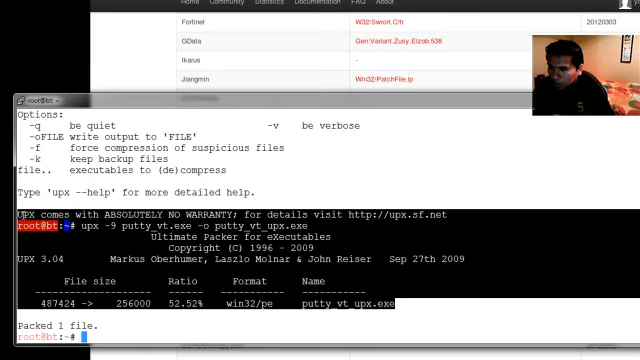 Home Community Statistics Documentation FAQ About
Fortinet W32/Swrort.C!tr 20120303
GData Gen:Variant.Zusy.Elzob.536
Ikarus -
Jiangmin Win32/PatchFile.ip
root@bt: ~
Options:
-q be quiet -v be verbose
-oFILE write output to 'FILE'
-f force compression of suspicious files
-k keep backup files
file.. executables to (de)compress
Type 'upx --help' for more detailed help.
UPX comes with ABSOLUTELY NO WARRANTY; for details visit http://upx.sf.net
root@bt:~# upx -9 putty_vt.exe -o putty_vt_upx.exe
Ultimate Packer for eXecutables
Copyright (C) 1996 - 2009
UPX 3.04 Markus Oberhumer, Laszlo Molnar & John Reiser Sep 27th 2009
File size Ratio Format Name
-------------------- ------ ----------- -----------
487424 -> 256000 52.52% win32/pe putty_vt_upx.exe
Packed 1 file.
root@bt:~#